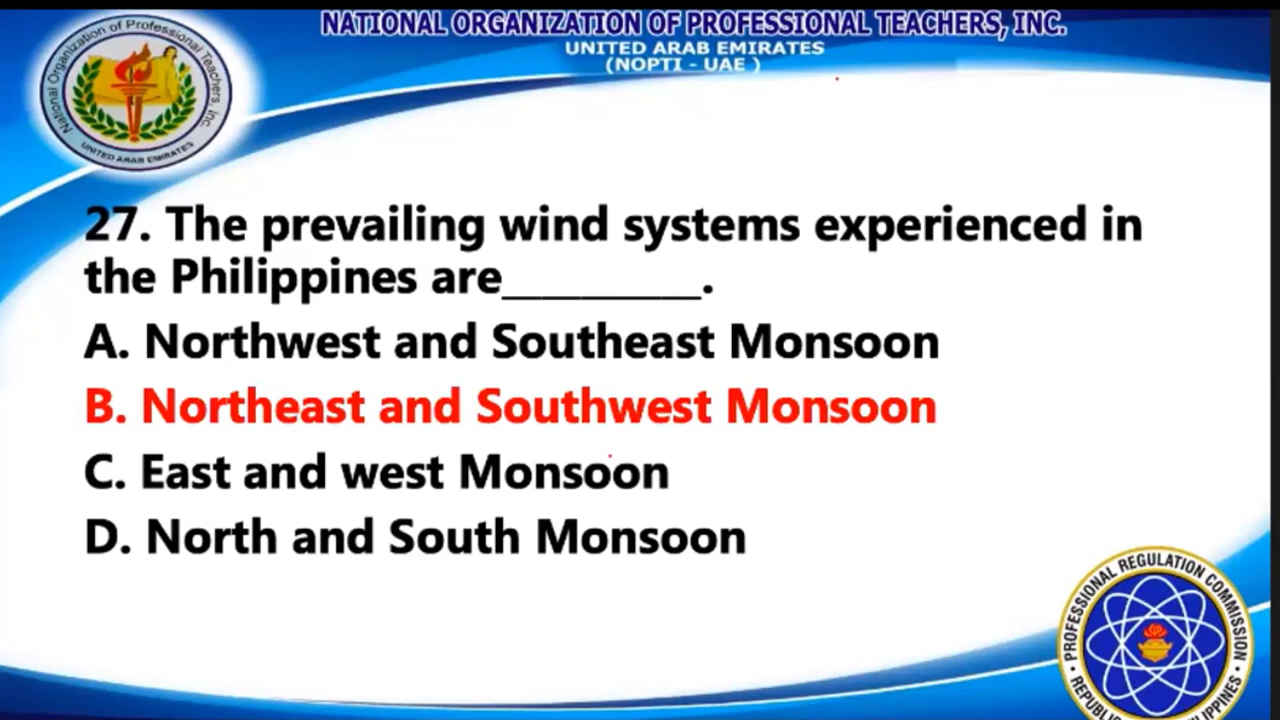 NATIONAL ORGANIZATION OF PROFESSIONAL TEACHERS, INC.
UNITED ARAB EMIRATES
(NOPTI - UAE )
National Organization of Professional Teachers, Inc.
UNITED ARAB EMIRATES
27. The prevailing wind systems experienced in
the Philippines are__________.
A. Northwest and Southeast Monsoon
B. Northeast and Southwest Monsoon
C. East and west Monsoon
D. North and South Monsoon
PROFESSIONAL REGULATION COMMISSION